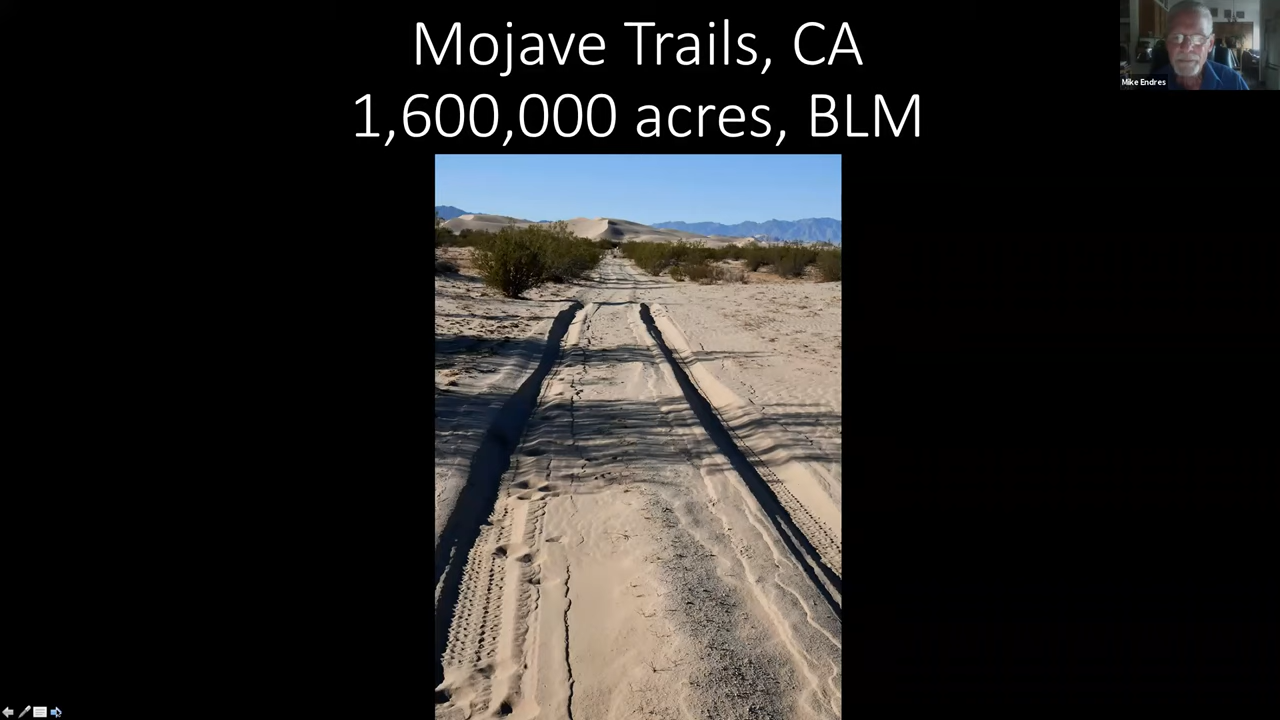 Mojave Trails, CA
1,600,000 acres, BLM
Mike Endres